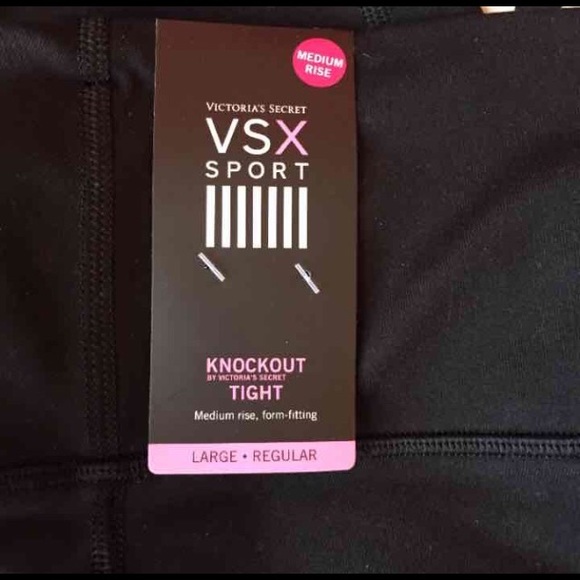 MEDIUM
RISE
VICTORIA'S SECRET
VSX
SPORT
KNOCKOUT
BY VICTORIA'S SECRET
TIGHT
Medium rise, form-fitting
LARGE • REGULAR